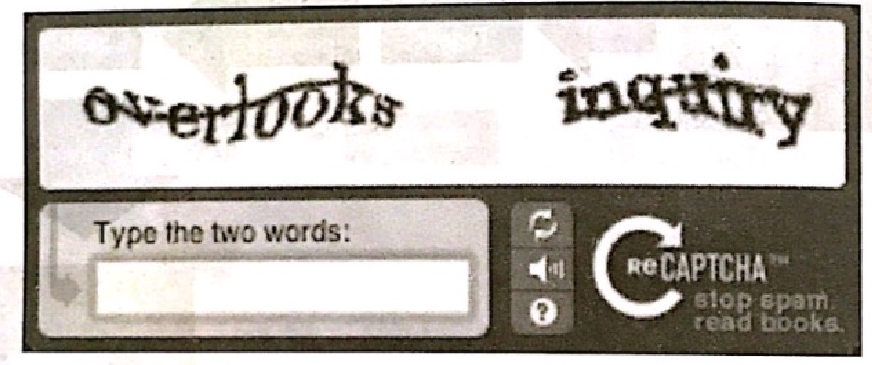 overlooks inquiry
Type the two words:
ReCAPTCHA™
stop spam
read books.